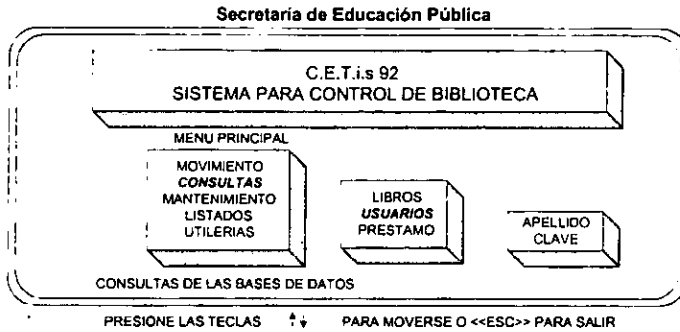 Secretaría de Educación Pública
C.E.T.i.s 92
SISTEMA PARA CONTROL DE BIBLIOTECA
MENU PRINCIPAL
MOVIMIENTO
CONSULTAS
MANTENIMIENTO
LISTADOS
UTILERIAS
LIBROS
USUARIOS
PRESTAMO
APELLIDO
CLAVE
CONSULTAS DE LAS BASES DE DATOS
PRESIONE LAS TECLAS ↑↓ PARA MOVERSE O <<ESC>> PARA SALIR